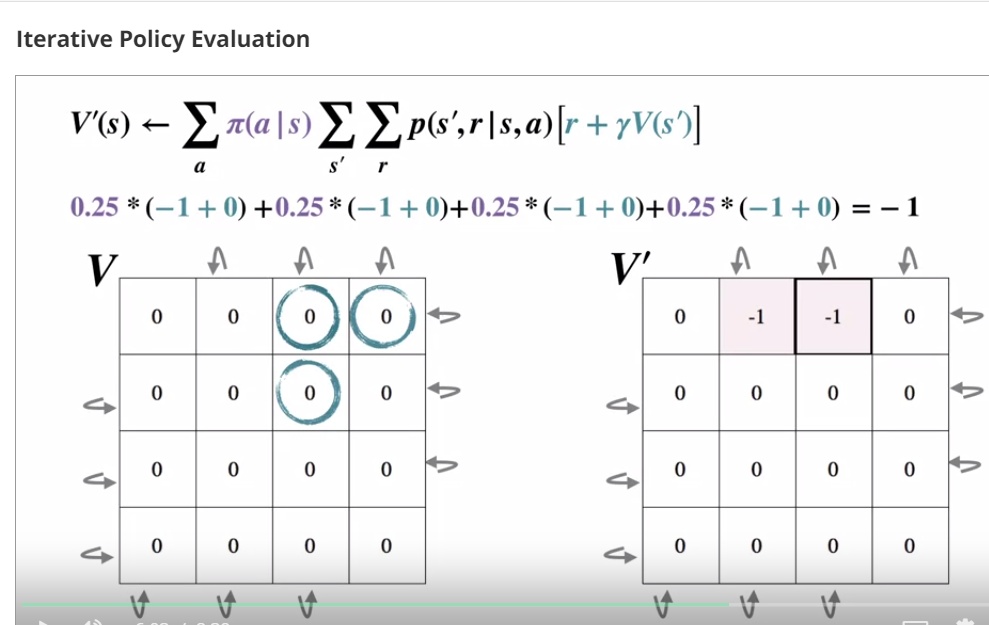 Iterative Policy Evaluation
V′(s) ← ∑ π(a|s) ∑ ∑ p(s′,r|s,a)[r + γV(s′)]
a s′ r
0.25 *(−1 + 0) +0.25 *(−1 + 0)+0.25 *(−1 + 0)+0.25 *(−1 + 0) = − 1
V V′
0 0 0 0 0 -1 -1 0
0 0 0 0 0 0 0 0
0 0 0 0 0 0 0 0
0 0 0 0 0 0 0 0